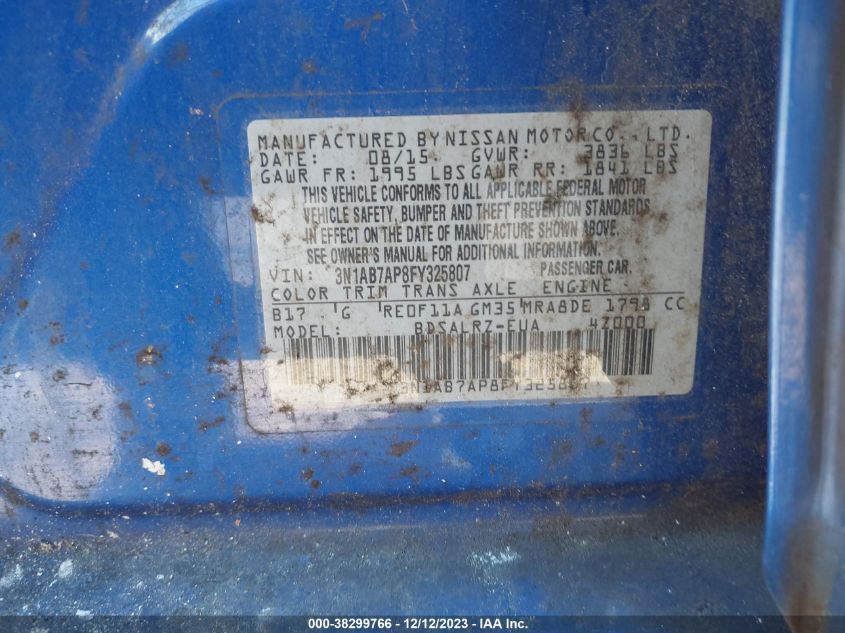 MANUFACTURED BY NISSAN MOTOR CO., LTD.
DATE: 08/15 GVWR: 3836 LBS
GAWR FR: 1995 LBS GAWR RR: 1841 LBS
THIS VEHICLE CONFORMS TO ALL APPLICABLE FEDERAL MOTOR
VEHICLE SAFETY, BUMPER AND THEFT PREVENTION STANDARDS
IN EFFECT ON THE DATE OF MANUFACTURE SHOWN ABOVE.
SEE OWNER'S MANUAL FOR ADDITIONAL INFORMATION.
VIN: 3N1AB7AP8FY325807 PASSENGER CAR
COLOR TRIM TRANS AXLE ENGINE
B17 G RE0F11A GM35 MRA8DE 1798 CC
MODEL: BDSALRZ-EUA 42000
3N1AB7AP8FY325807
000-38299766 - 12/12/2023 - IAA Inc.